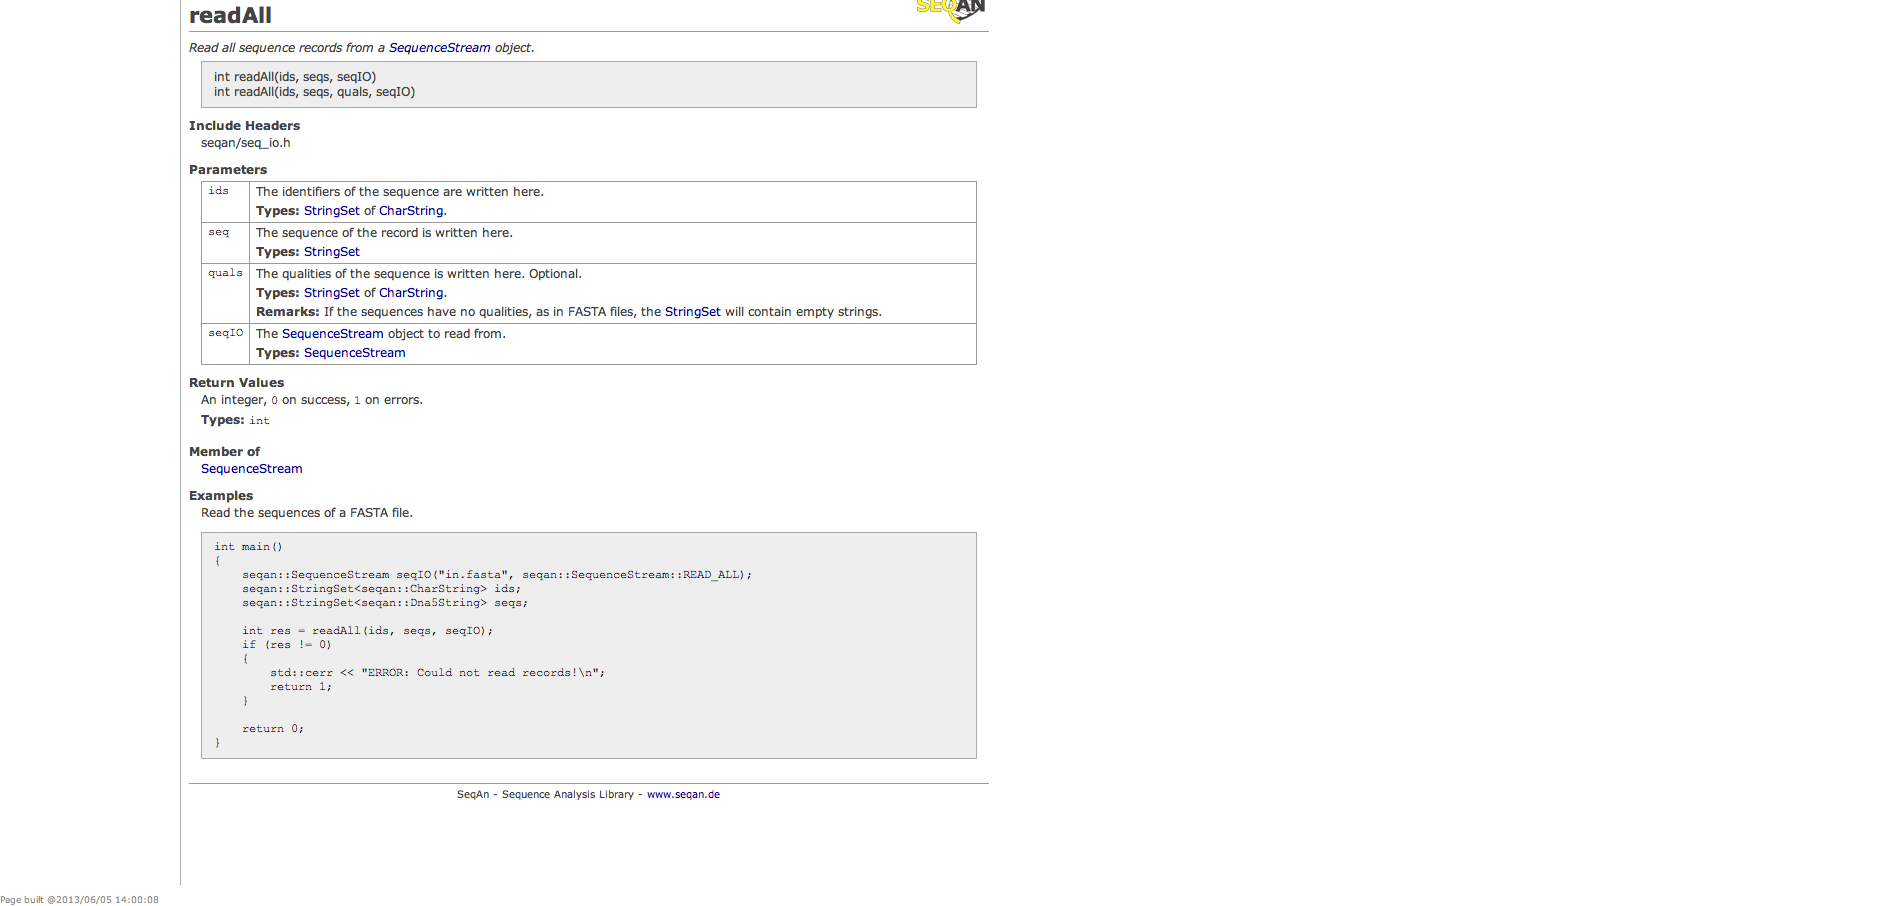 readAll
SEQAN
Read all sequence records from a SequenceStream object.
int readAll(ids, seqs, seqIO)
int readAll(ids, seqs, quals, seqIO)
Include Headers
seqan/seq_io.h
Parameters
ids The identifiers of the sequence are written here.
Types: StringSet of CharString.
seq The sequence of the record is written here.
Types: StringSet
quals The qualities of the sequence is written here. Optional.
Types: StringSet of CharString.
Remarks: If the sequences have no qualities, as in FASTA files, the StringSet will contain empty strings.
seqIO The SequenceStream object to read from.
Types: SequenceStream
Return Values
An integer, 0 on success, 1 on errors.
Types: int
Member of
SequenceStream
Examples
Read the sequences of a FASTA file.
int main()
{
    seqan::SequenceStream seqIO("in.fasta", seqan::SequenceStream::READ_ALL);
    seqan::StringSet<seqan::CharString> ids;
    seqan::StringSet<seqan::Dna5String> seqs;
    int res = readAll(ids, seqs, seqIO);
    if (res != 0)
    {
        std::cerr << "ERROR: Could not read records!\n";
        return 1;
    }
    return 0;
}
SeqAn - Sequence Analysis Library - www.seqan.de
Page built @2013/06/05 14:00:08